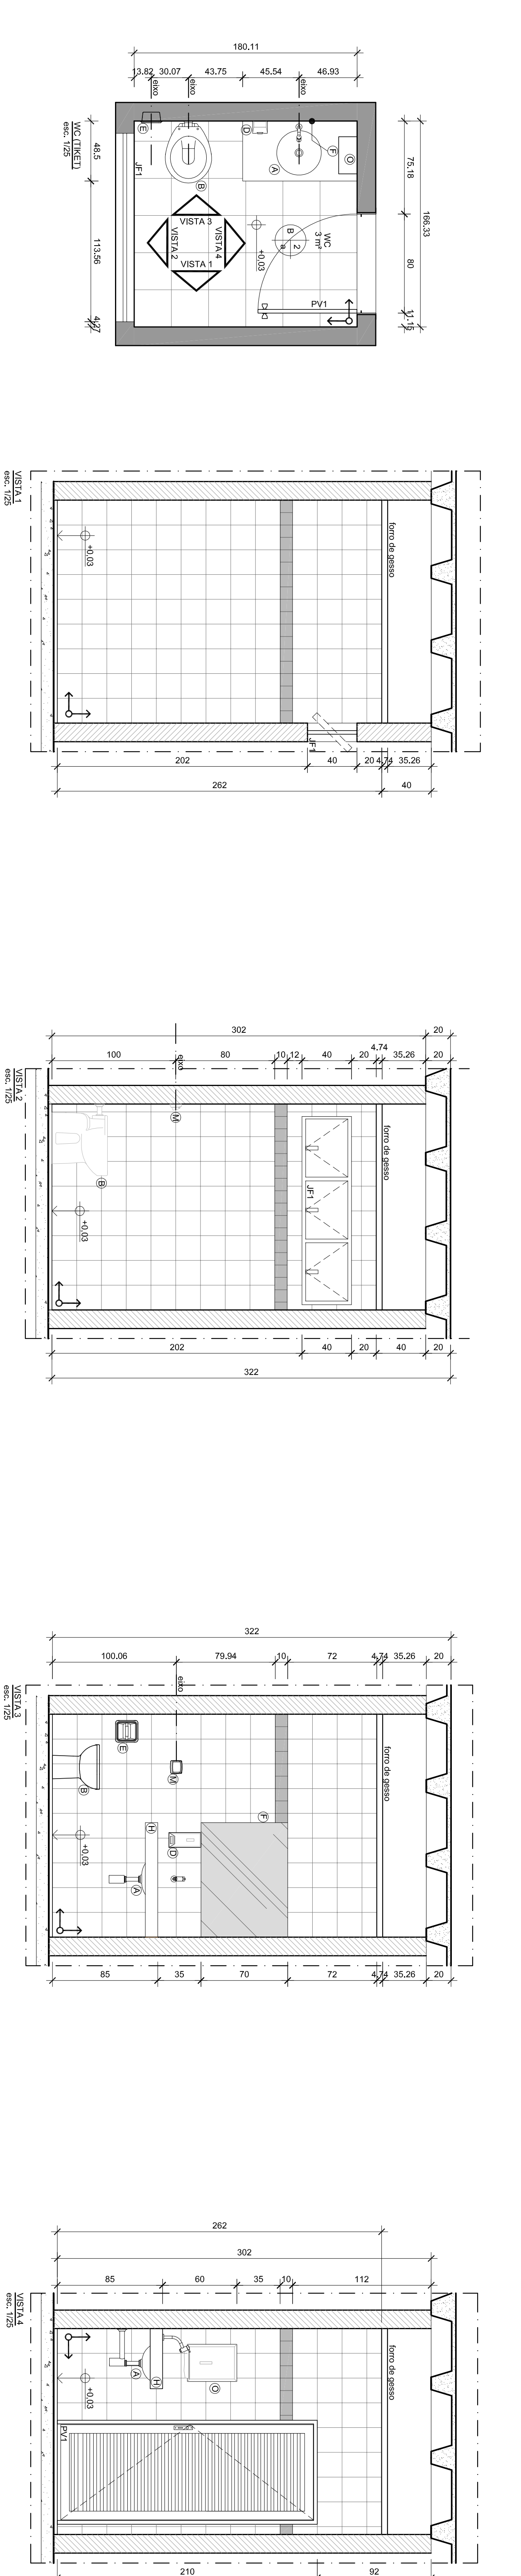 180.11
13.82 30.07 43.75 45.54 46.93
eixo
eixo
eixo
E
D
F
O
A
B
JF1
VISTA 3
VISTA 2
VISTA 4
VISTA 1
B
2
a
WC
3 m²
+0,03
PV1
48.5
113.56
4.27
75.18
80
11.15
166.33
WC (TIKET)
esc. 1/25
forro de gesso
+0,03
JF1
202
40
20
4.74
35.26
262
40
VISTA 1
esc. 1/25
302
20
100
80
10
12
40
20
4.74
35.26
20
eixo
M
forro de gesso
B
JF1
+0,03
202
40
20
40
20
322
VISTA 2
esc. 1/25
322
100.06
79.94
10
72
4.74
35.26
20
eixo
forro de gesso
E
M
B
F
H
D
+0,03
A
85
35
70
72
4.74
35.26
20
VISTA 3
esc. 1/25
262
302
85
60
35
10
112
forro de gesso
A
H
O
+0,03
PV1
210
92
VISTA 4
esc. 1/25